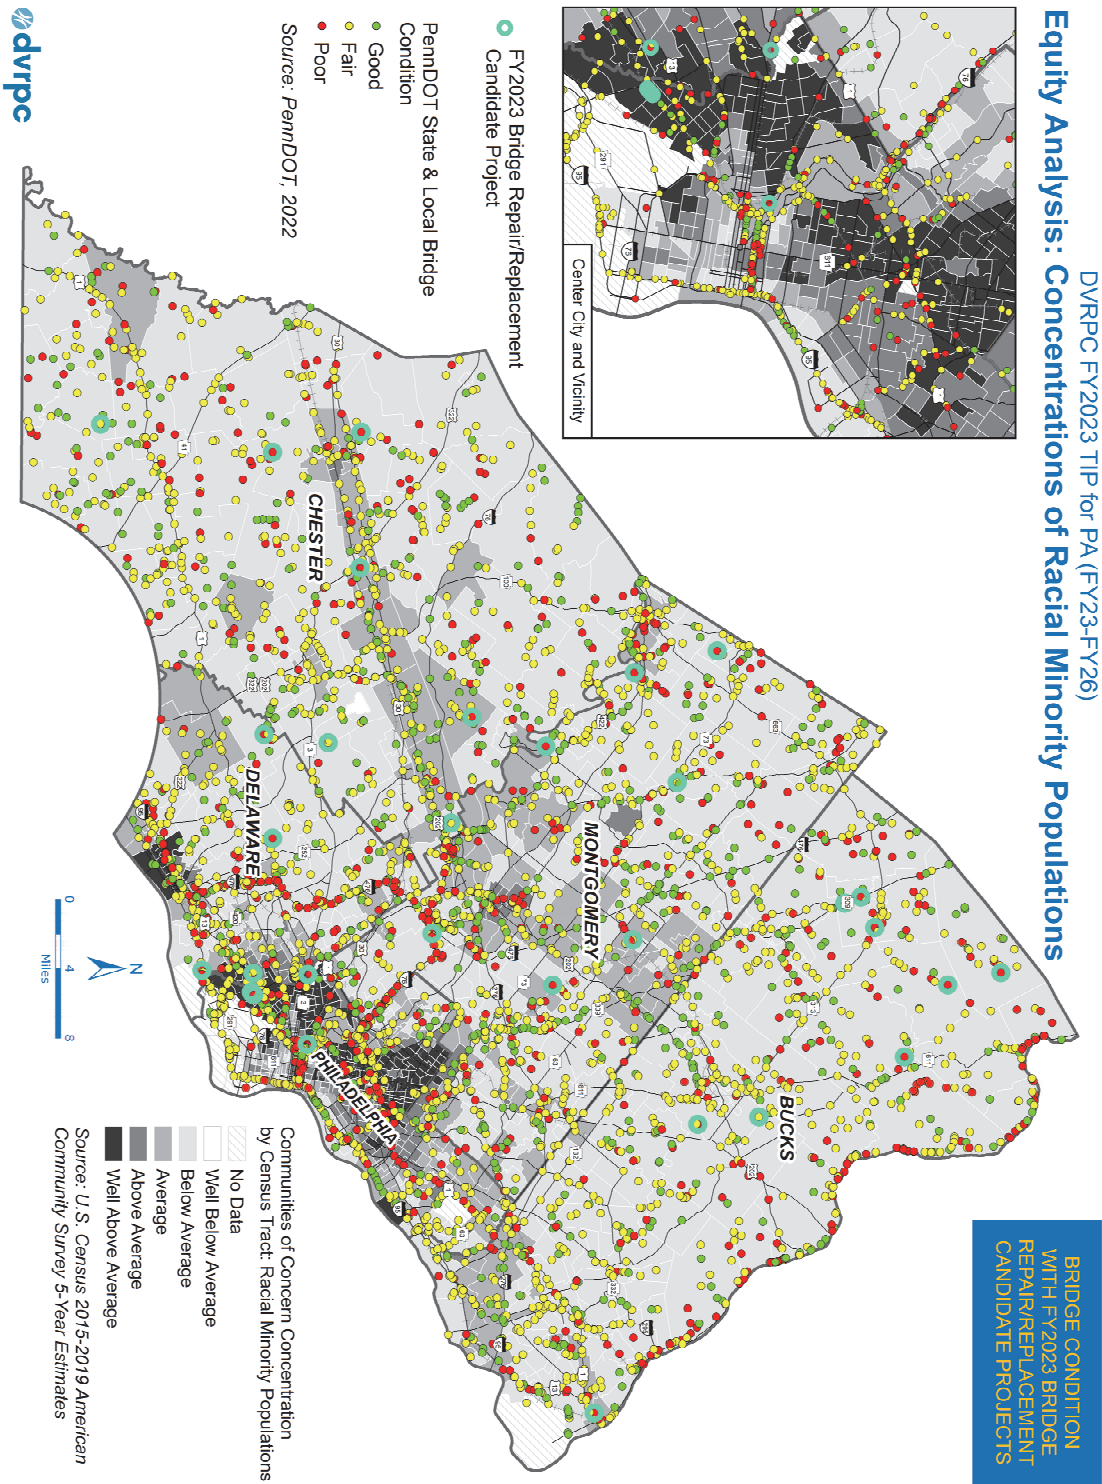 DVRPC FY2023 TIP for PA (FY23-FY26)
Equity Analysis: Concentrations of Racial Minority Populations
BRIDGE CONDITION
WITH FY2023 BRIDGE
REPAIR/REPLACEMENT
CANDIDATE PROJECTS
Center City and Vicinity
FY2023 Bridge Repair/Replacement
Candidate Project
PennDOT State & Local Bridge
Condition
Good
Fair
Poor
Source: PennDOT, 2022
CHESTER
DELAWARE
MONTGOMERY
PHILADELPHIA
BUCKS
N
0 4 8
Miles
Communities of Concern Concentration
by Census Tract: Racial Minority Populations
No Data
Well Below Average
Below Average
Average
Above Average
Well Above Average
Source: U.S. Census 2015-2019 American
Community Survey 5-Year Estimates
dvrpc